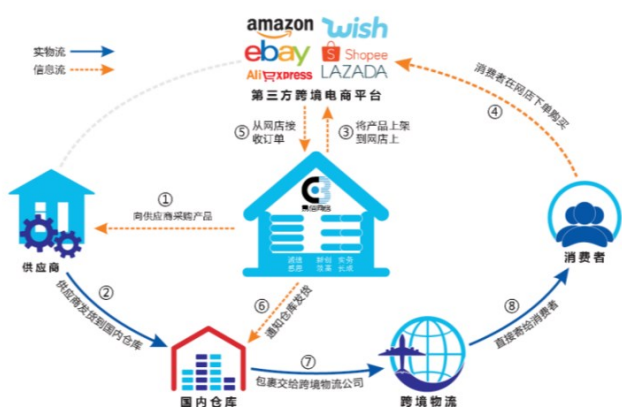 amazon
wish
ebay
Shopee
AliExpress
LAZADA
第三方跨境电商平台
实物流
信息流
⑤ 从网店接
收订单
③ 将产品上架
到网店上
④
消费者在网店下单购买
①
向供应商采购产品
供应商
消费者
②
供应商发货到国内仓库
⑥
通知仓库发货
⑦
包裹交给跨境物流公司
⑧
直接寄给消费者
国内仓库
跨境物流